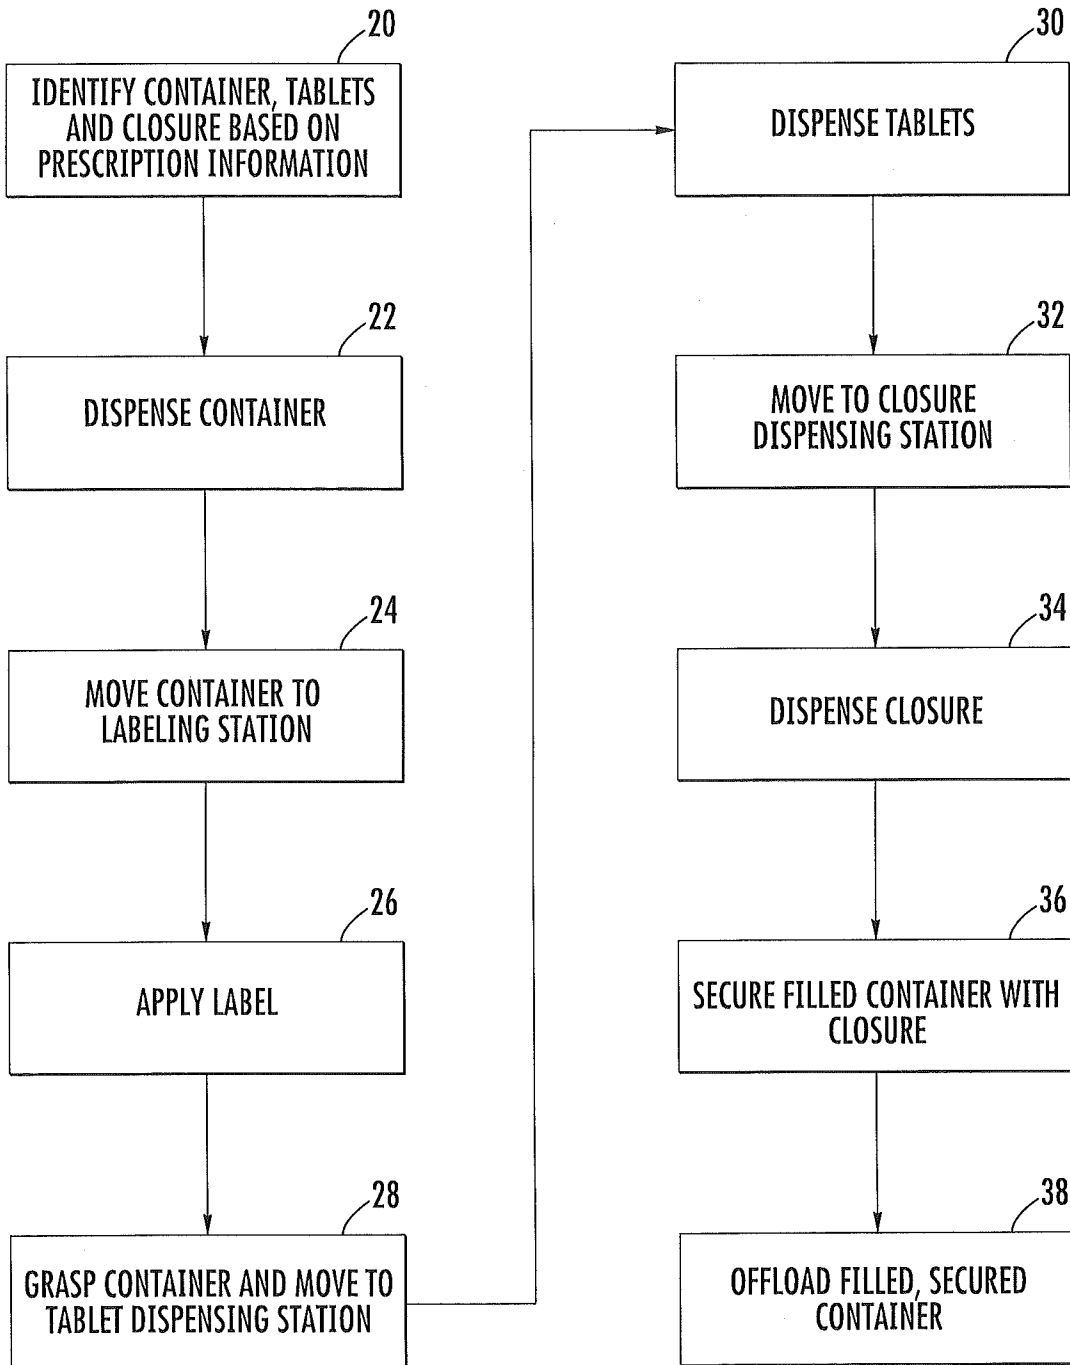 20
IDENTIFY CONTAINER, TABLETS
AND CLOSURE BASED ON
PRESCRIPTION INFORMATION
22
DISPENSE CONTAINER
24
MOVE CONTAINER TO
LABELING STATION
26
APPLY LABEL
28
GRASP CONTAINER AND MOVE TO
TABLET DISPENSING STATION
30
DISPENSE TABLETS
32
MOVE TO CLOSURE
DISPENSING STATION
34
DISPENSE CLOSURE
36
SECURE FILLED CONTAINER WITH
CLOSURE
38
OFFLOAD FILLED, SECURED
CONTAINER